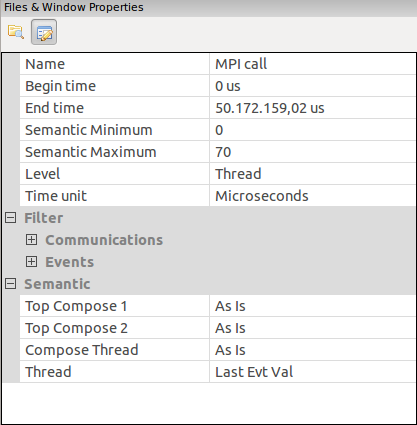 Files & Window Properties
Name MPI call
Begin time 0 us
End time 50.172.159,02 us
Semantic Minimum 0
Semantic Maximum 70
Level Thread
Time unit Microseconds
Filter
Communications
Events
Semantic
Top Compose 1 As Is
Top Compose 2 As Is
Compose Thread As Is
Thread Last Evt Val